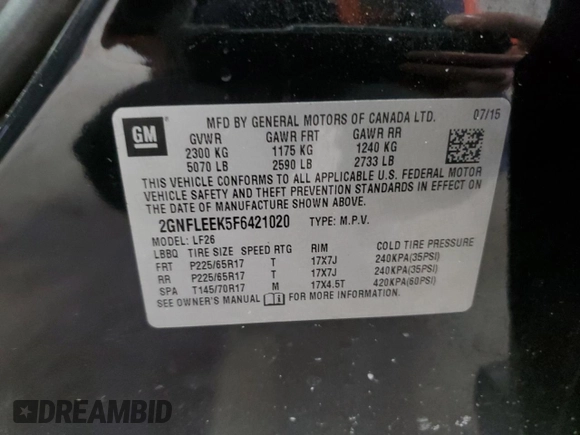 GM
MFD BY GENERAL MOTORS OF CANADA LTD. 07/15
GVWR GAWR FRT GAWR RR
2300 KG 1175 KG 1240 KG
5070 LB 2590 LB 2733 LB
THIS VEHICLE CONFORMS TO ALL APPLICABLE U.S. FEDERAL MOTOR
VEHICLE SAFETY AND THEFT PREVENTION STANDARDS IN EFFECT ON
THE DATE OF MANUFACTURE SHOWN ABOVE.
2GNFLEEK5F6421020 TYPE: M.P.V.
MODEL: LF26
LBBQ TIRE SIZE SPEED RTG RIM COLD TIRE PRESSURE
FRT P225/65R17 T 17X7J 240KPA(35PSI)
RR P225/65R17 T 17X7J 240KPA(35PSI)
SPA T145/70R17 M 17X4.5T 420KPA(60PSI)
SEE OWNER'S MANUAL i FOR MORE INFORMATION.
DREAMBID